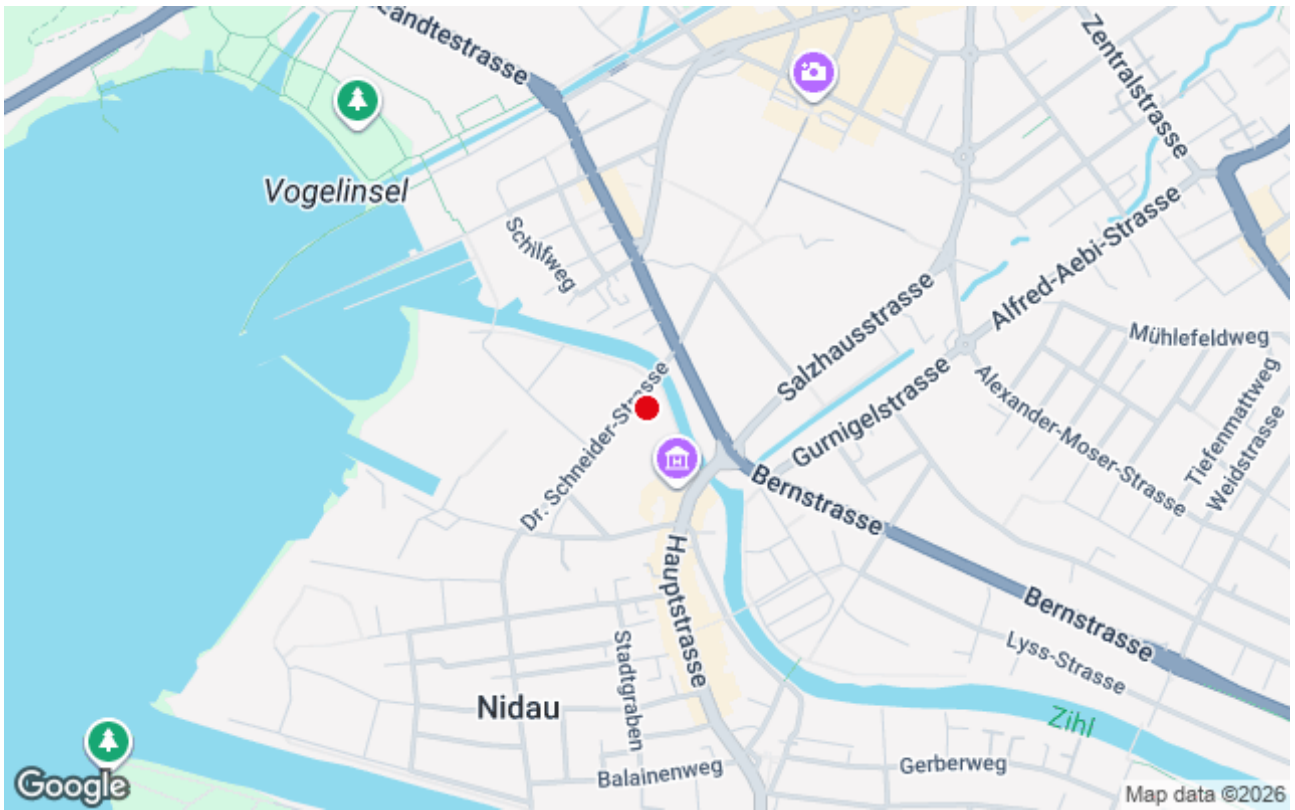 Ländtestrasse
Zentralstrasse
Vogelinsel
Schilfweg
Alfred-Aebi-Strasse
Salzhausstrasse
Mühlefeldweg
Gurnigelstrasse
Alexander-Moser-Strasse
Tiefenmattweg
Weidstrasse
Dr. Schneider-Strasse
H
Bernstrasse
Hauptstrasse
Bernstrasse
Lyss-Strasse
Stadtgraben
Nidau
Zihl
Balainenweg
Gerberweg
Google
Map data ©2026